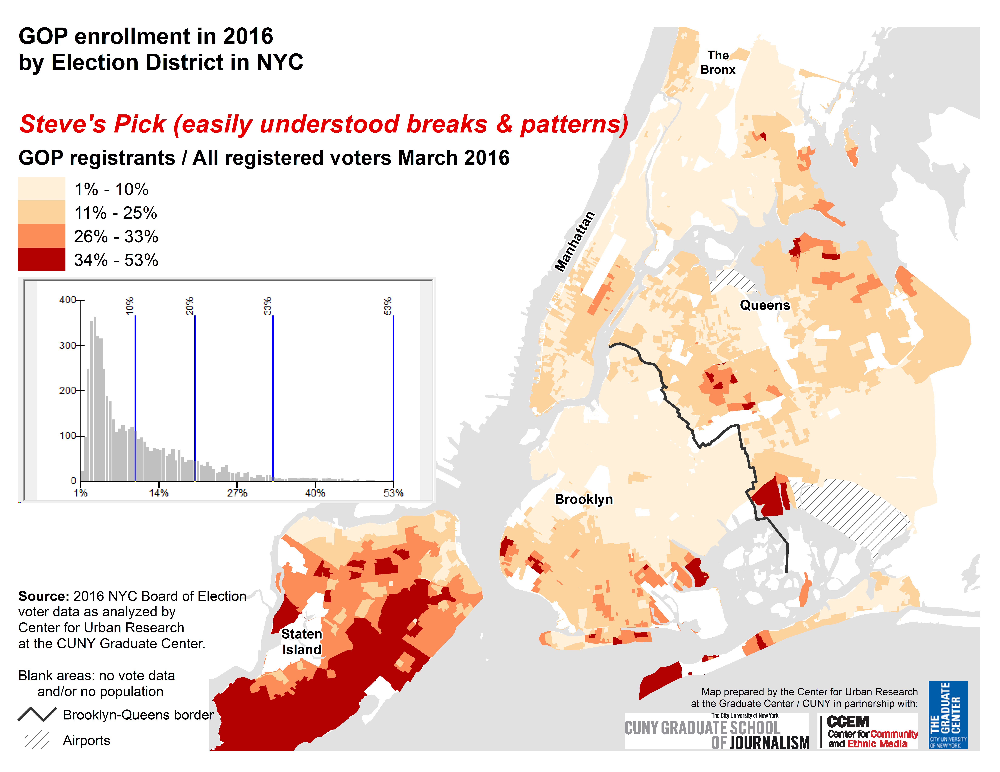 GOP enrollment in 2016
by Election District in NYC
Steve's Pick (easily understood breaks & patterns)
GOP registrants / All registered voters March 2016
1% - 10%
11% - 25%
26% - 33%
34% - 53%
400
300
200
100
0
10%
20%
33%
53%
1%
14%
27%
40%
53%
The
Bronx
Manhattan
Queens
Brooklyn
Staten
Island
Source: 2016 NYC Board of Election
voter data as analyzed by
Center for Urban Research
at the CUNY Graduate Center.
Blank areas: no vote data
and/or no population
Brooklyn-Queens border
Airports
Map prepared by the Center for Urban Research
at the Graduate Center / CUNY in partnership with:
The City University of New York
CUNY GRADUATE SCHOOL
OF JOURNALISM
CCEM
Center for Community
and Ethnic Media
THE
GRADUATE
CENTER
CITY UNIVERSITY
OF NEW YORK